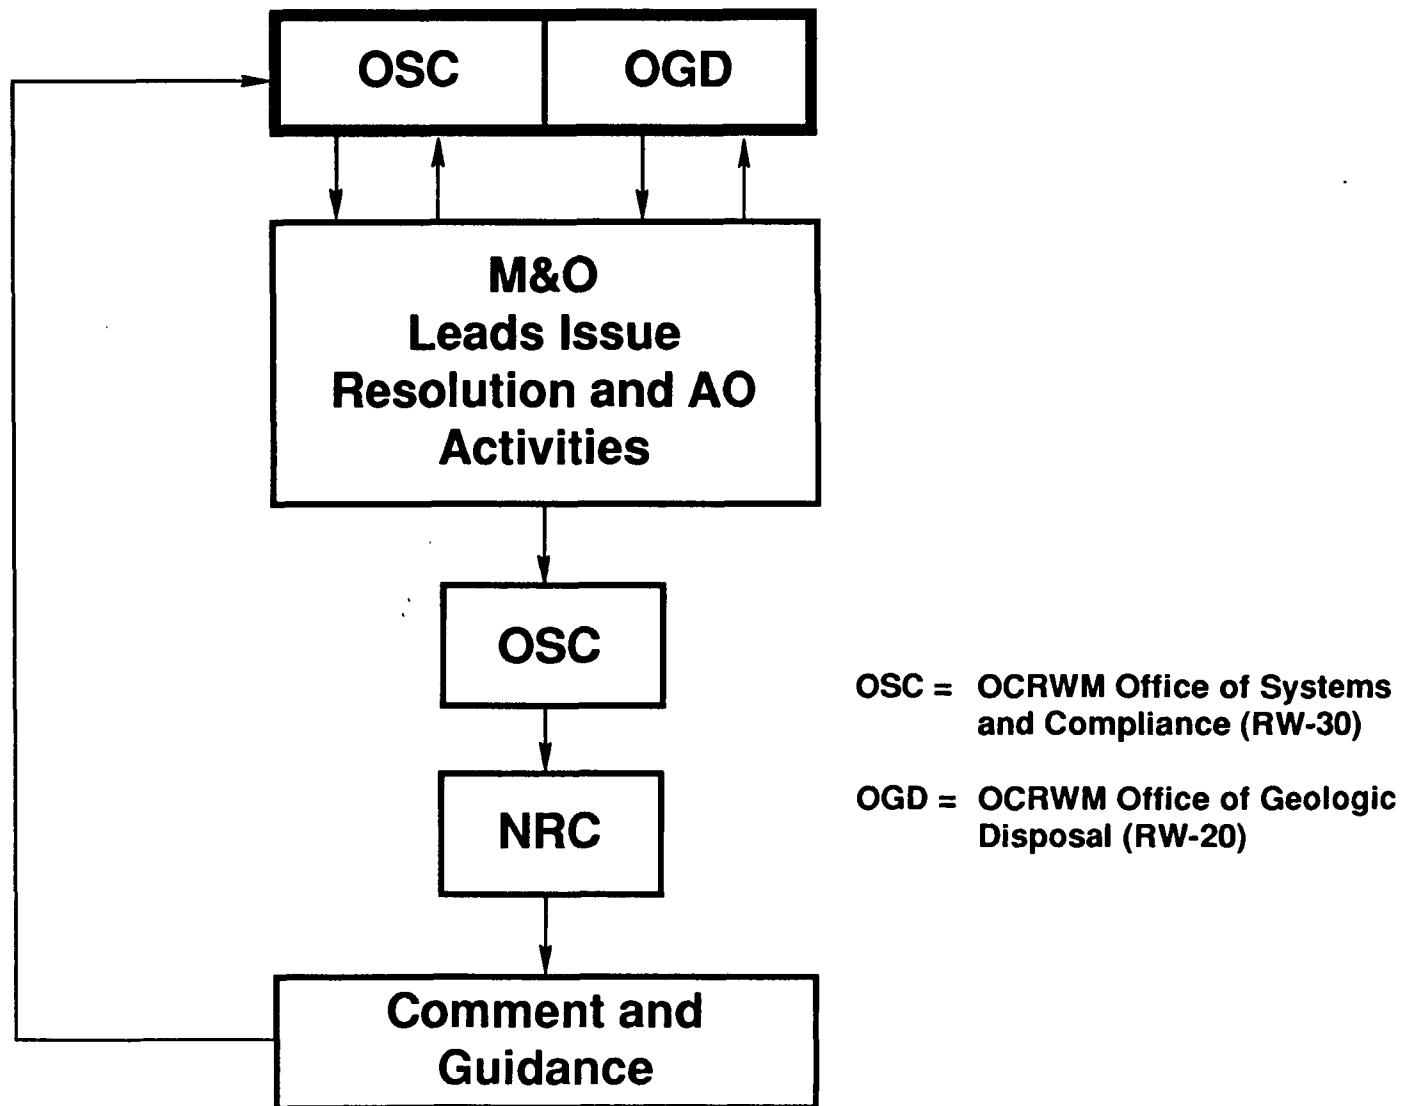 OSC
OGD
M&O
Leads Issue
Resolution and AO
Activities
OSC
NRC
Comment and
Guidance
OSC = OCRWM Office of Systems
and Compliance (RW-30)
OGD = OCRWM Office of Geologic
Disposal (RW-20)